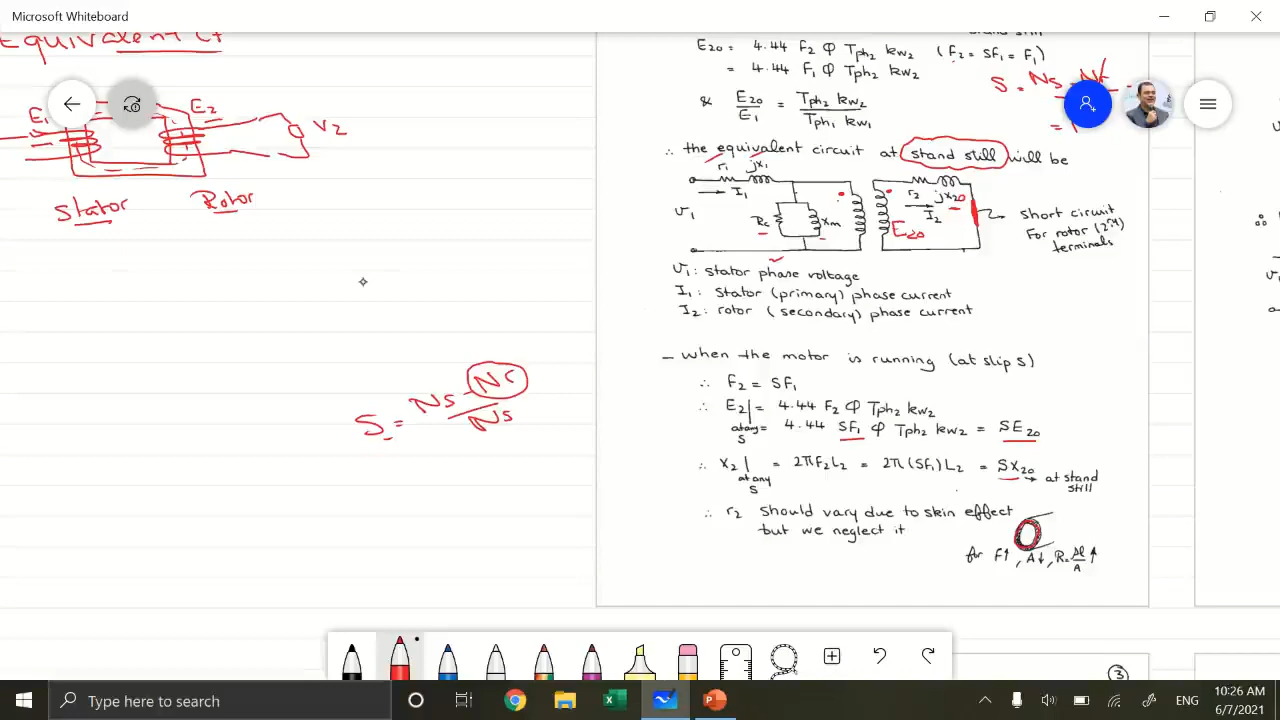 Microsoft Whiteboard
Equivalent
E1
E2
V2
Stator
Rotor
S = Ns - Nr
Ns
E20 = 4.44 F2 φ Tph2 kw2 (F2 = SF1 = F1)
= 4.44 F1 φ Tph2 kw2
S = Ns - Nr
& E20 / E1 = Tph2 kw2 / Tph1 kw1
∴ the equivalent circuit at stand still will be
r1 jx1
I1
V1
Rc
Xm
r2 jx20
I2
E20
short circuit
For rotor (2ry)
terminals
V1: stator phase voltage
I1: stator (primary) phase current
I2: rotor (secondary) phase current
- when the motor is running (at slip s)
∴ F2 = SF1
∴ E2 | at any S = 4.44 F2 φ Tph2 kw2
= 4.44 SF1 φ Tph2 kw2 = SE20
∴ x2 | at any S = 2πF2L2 = 2π(SF1)L2 = Sx20 → at stand still
∴ r2 should vary due to skin effect
but we neglect it
for F↑, A↓, R = ρl/A ↑
3
Type here to search
ENG
10:26 AM
6/7/2021